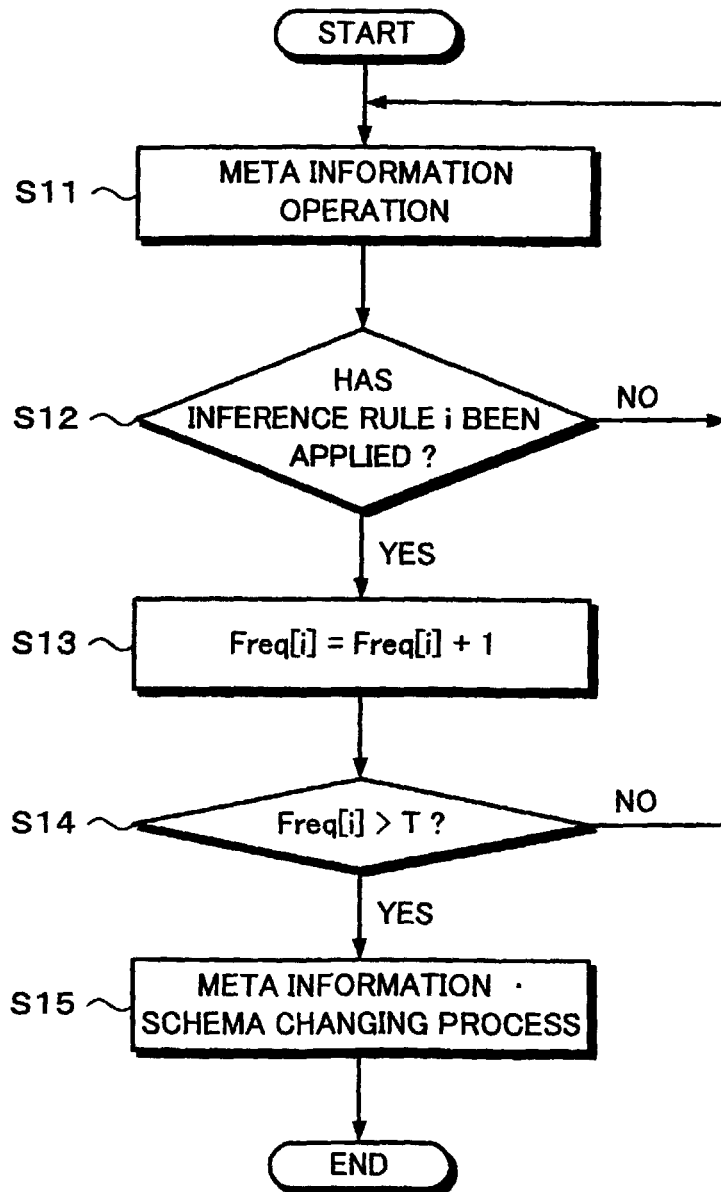 START
S11
META INFORMATION
OPERATION
S12
HAS
INFERENCE RULE i BEEN
APPLIED ?
NO
YES
S13
Freq[i] = Freq[i] + 1
S14
Freq[i] > T ?
NO
YES
S15
META INFORMATION
SCHEMA CHANGING PROCESS
END